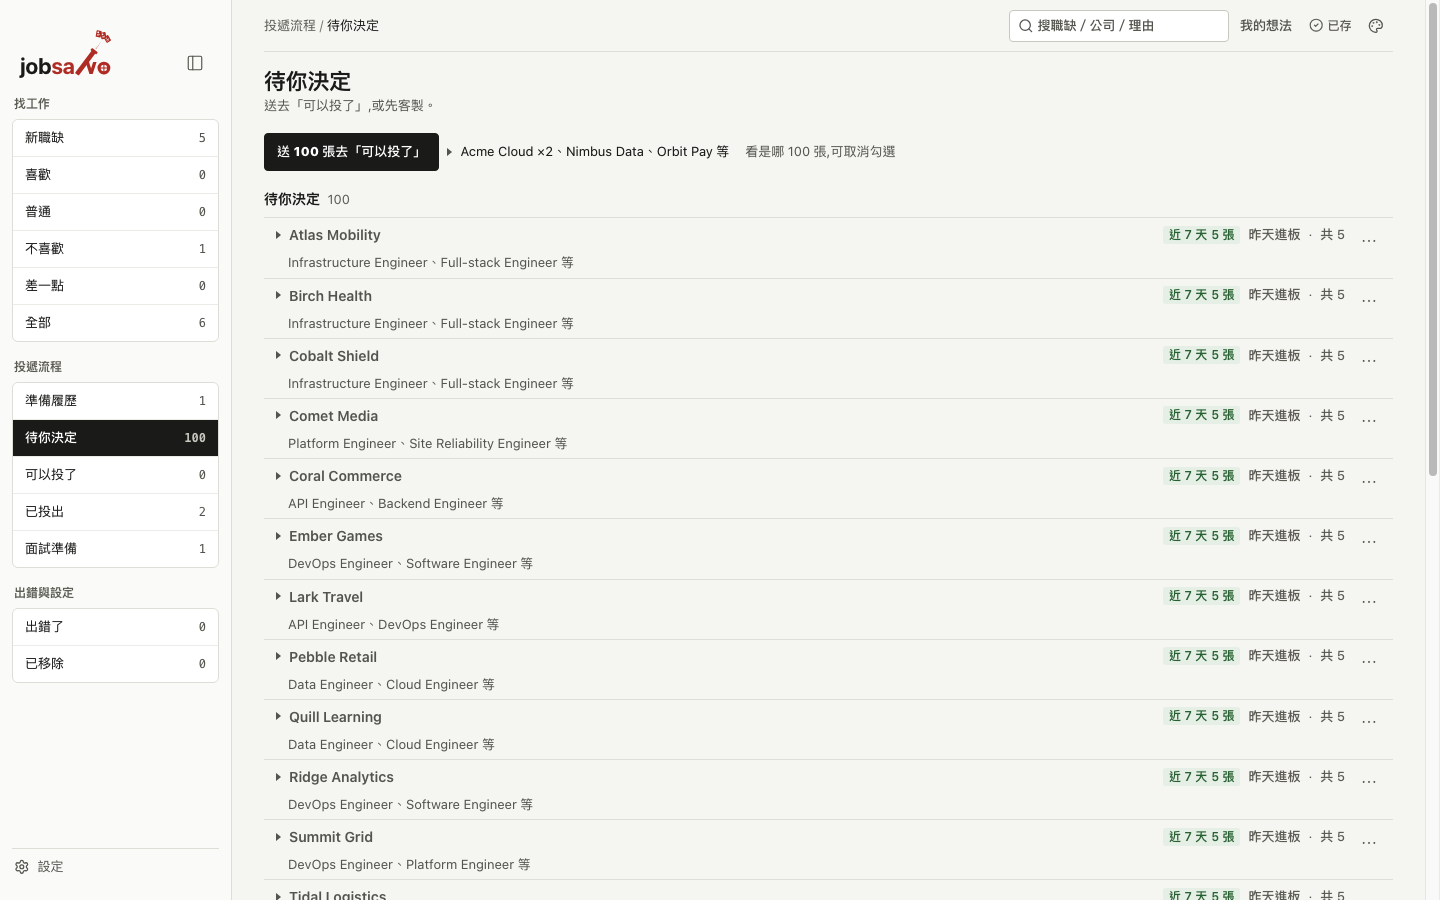 jobsalvo
找工作
新職缺 5
喜歡 0
普通 0
不喜歡 1
差一點 0
全部 6
投遞流程
準備履歷 1
待你決定 100
可以投了 0
已投出 2
面試準備 1
出錯與設定
出錯了 0
已移除 0
設定
投遞流程 / 待你決定
搜職缺 / 公司 / 理由
我的想法
已存
待你決定
送去「可以投了」,或先客製。
送 100 張去「可以投了」
Acme Cloud ×2、Nimbus Data、Orbit Pay 等
看是哪 100 張,可取消勾選
待你決定 100
Atlas Mobility 近 7 天 5 張 昨天進板 · 共 5 ...
Infrastructure Engineer、Full-stack Engineer 等
Birch Health 近 7 天 5 張 昨天進板 · 共 5 ...
Infrastructure Engineer、Full-stack Engineer 等
Cobalt Shield 近 7 天 5 張 昨天進板 · 共 5 ...
Infrastructure Engineer、Full-stack Engineer 等
Comet Media 近 7 天 5 張 昨天進板 · 共 5 ...
Platform Engineer、Site Reliability Engineer 等
Coral Commerce 近 7 天 5 張 昨天進板 · 共 5 ...
API Engineer、Backend Engineer 等
Ember Games 近 7 天 5 張 昨天進板 · 共 5 ...
DevOps Engineer、Software Engineer 等
Lark Travel 近 7 天 5 張 昨天進板 · 共 5 ...
API Engineer、DevOps Engineer 等
Pebble Retail 近 7 天 5 張 昨天進板 · 共 5 ...
Data Engineer、Cloud Engineer 等
Quill Learning 近 7 天 5 張 昨天進板 · 共 5 ...
Data Engineer、Cloud Engineer 等
Ridge Analytics 近 7 天 5 張 昨天進板 · 共 5 ...
DevOps Engineer、Software Engineer 等
Summit Grid 近 7 天 5 張 昨天進板 · 共 5 ...
DevOps Engineer、Platform Engineer 等
Tidal Logistics 近 7 天 5 張 昨天進板 · 共 5